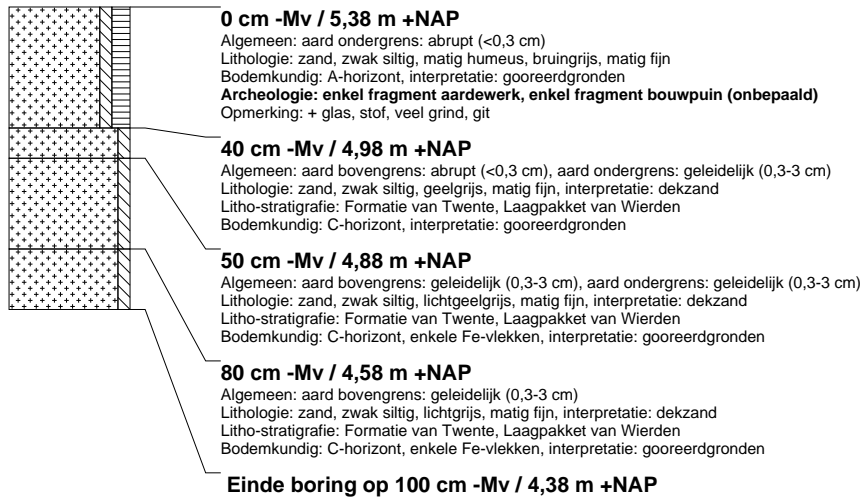 0 cm -Mv / 5,38 m +NAP
Algemeen: aard ondergrens: abrupt (<0,3 cm)
Lithologie: zand, zwak siltig, matig humeus, bruingrijs, matig fijn
Bodemkundig: A-horizont, interpretatie: gooreerdgronden
Archeologie: enkel fragment aardewerk, enkel fragment bouwpuin (onbepaald)
Opmerking: + glas, stof, veel grind, git
40 cm -Mv / 4,98 m +NAP
Algemeen: aard bovengrens: abrupt (<0,3 cm), aard ondergrens: geleidelijk (0,3-3 cm)
Lithologie: zand, zwak siltig, geelgrijs, matig fijn, interpretatie: dekzand
Litho-stratigrafie: Formatie van Twente, Laagpakket van Wierden
Bodemkundig: C-horizont, interpretatie: gooreerdgronden
50 cm -Mv / 4,88 m +NAP
Algemeen: aard bovengrens: geleidelijk (0,3-3 cm), aard ondergrens: geleidelijk (0,3-3 cm)
Lithologie: zand, zwak siltig, lichtgeelgrijs, matig fijn, interpretatie: dekzand
Litho-stratigrafie: Formatie van Twente, Laagpakket van Wierden
Bodemkundig: C-horizont, enkele Fe-vlekken, interpretatie: gooreerdgronden
80 cm -Mv / 4,58 m +NAP
Algemeen: aard bovengrens: geleidelijk (0,3-3 cm)
Lithologie: zand, zwak siltig, lichtgrijs, matig fijn, interpretatie: dekzand
Litho-stratigrafie: Formatie van Twente, Laagpakket van Wierden
Bodemkundig: C-horizont, enkele Fe-vlekken, interpretatie: gooreerdgronden
Einde boring op 100 cm -Mv / 4,38 m +NAP